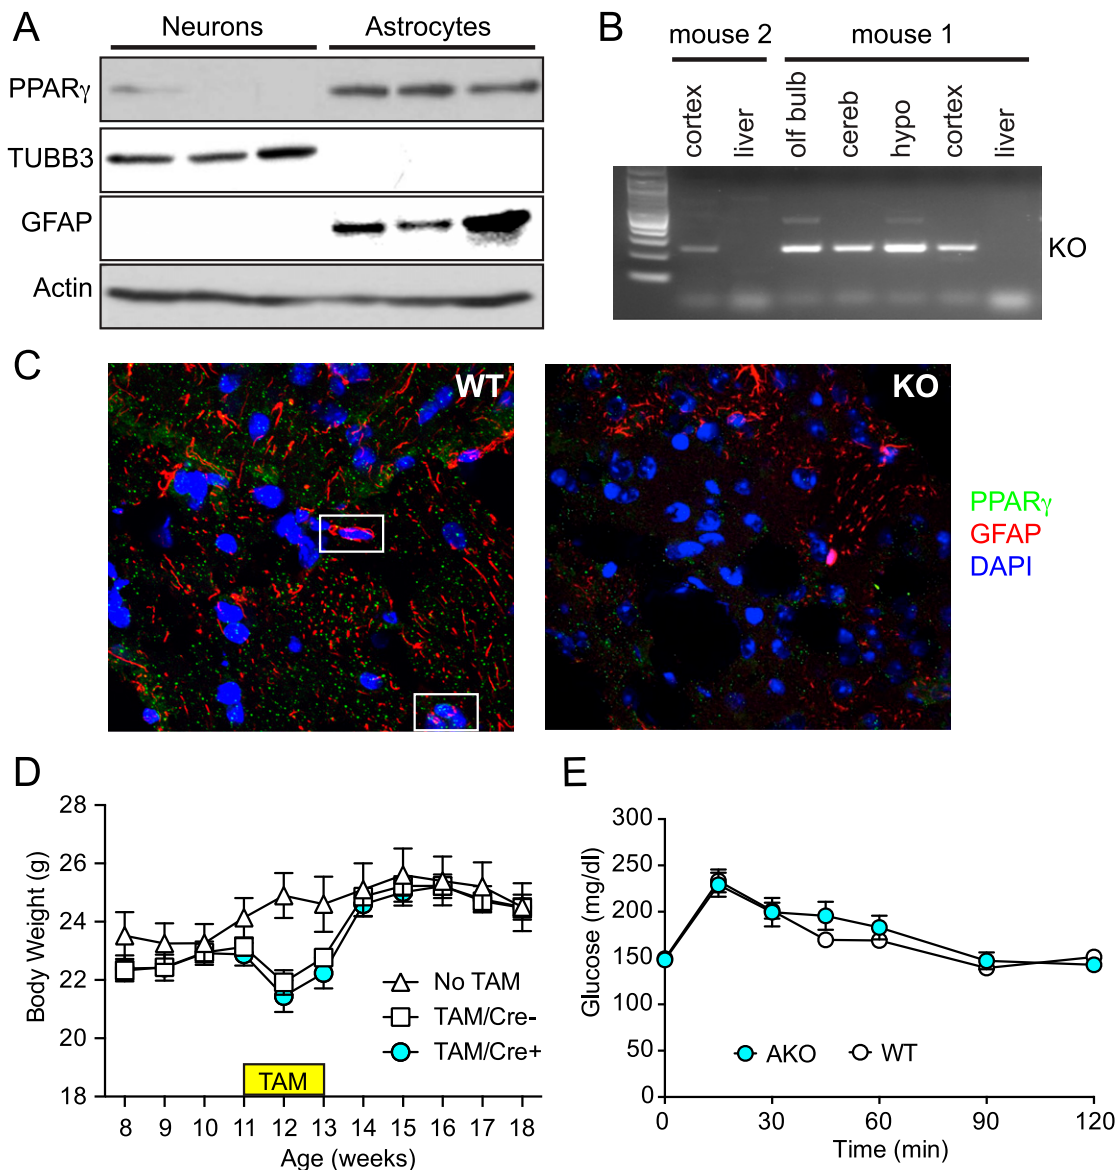 A
Neurons
Astrocytes
PPARγ
TUBB3
GFAP
Actin
B
mouse 2
mouse 1
cortex
liver
olf bulb
cereb
hypo
cortex
liver
KO
C
WT
KO
PPARγ
GFAP
DAPI
D
28
26
24
22
20
18
Body Weight (g)
No TAM
TAM/Cre-
TAM/Cre+
TAM
8 9 10 11 12 13 14 15 16 17 18
Age (weeks)
E
300
250
200
150
100
50
0
Glucose (mg/dl)
AKO
WT
0 30 60 90 120
Time (min)